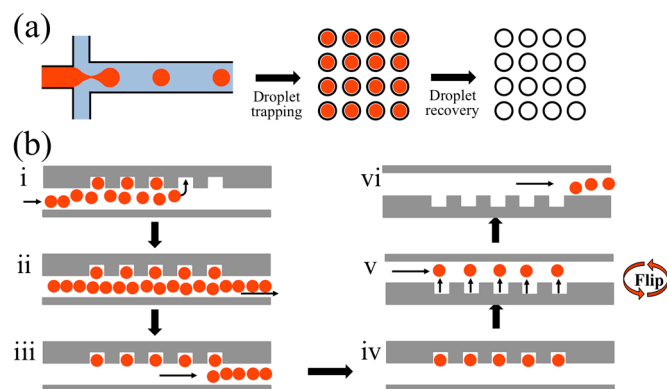 (a)
Droplet
trapping
Droplet
recovery
(b)
i
ii
iii
iv
v
vi
Flip